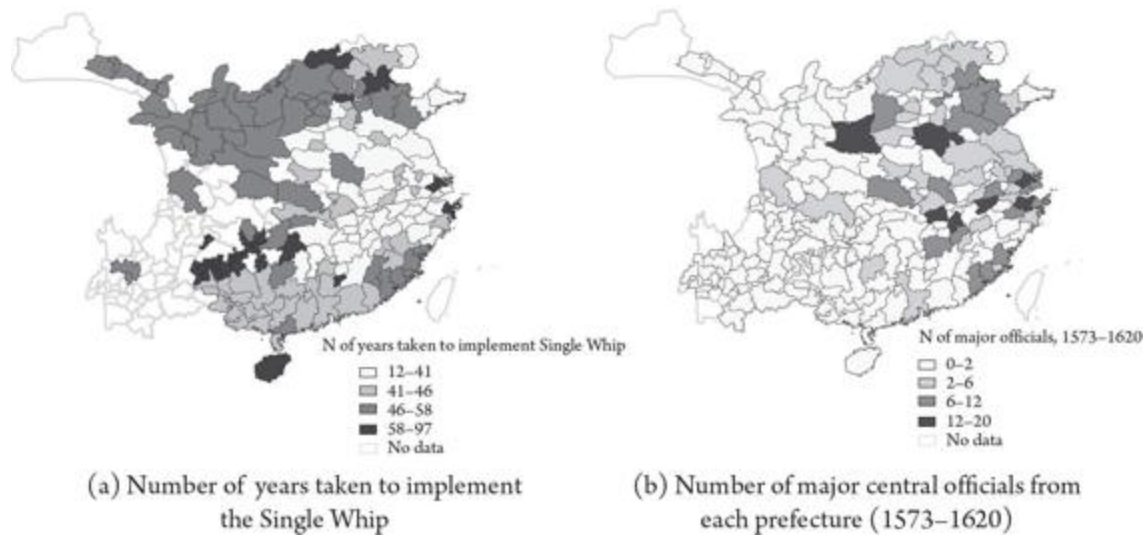 N of years taken to implement Single Whip
12–41
41–46
46–58
58–97
No data
N of major officials, 1573–1620
0–2
2–6
6–12
12–20
No data
(a) Number of years taken to implement
the Single Whip
(b) Number of major central officials from
each prefecture (1573–1620)